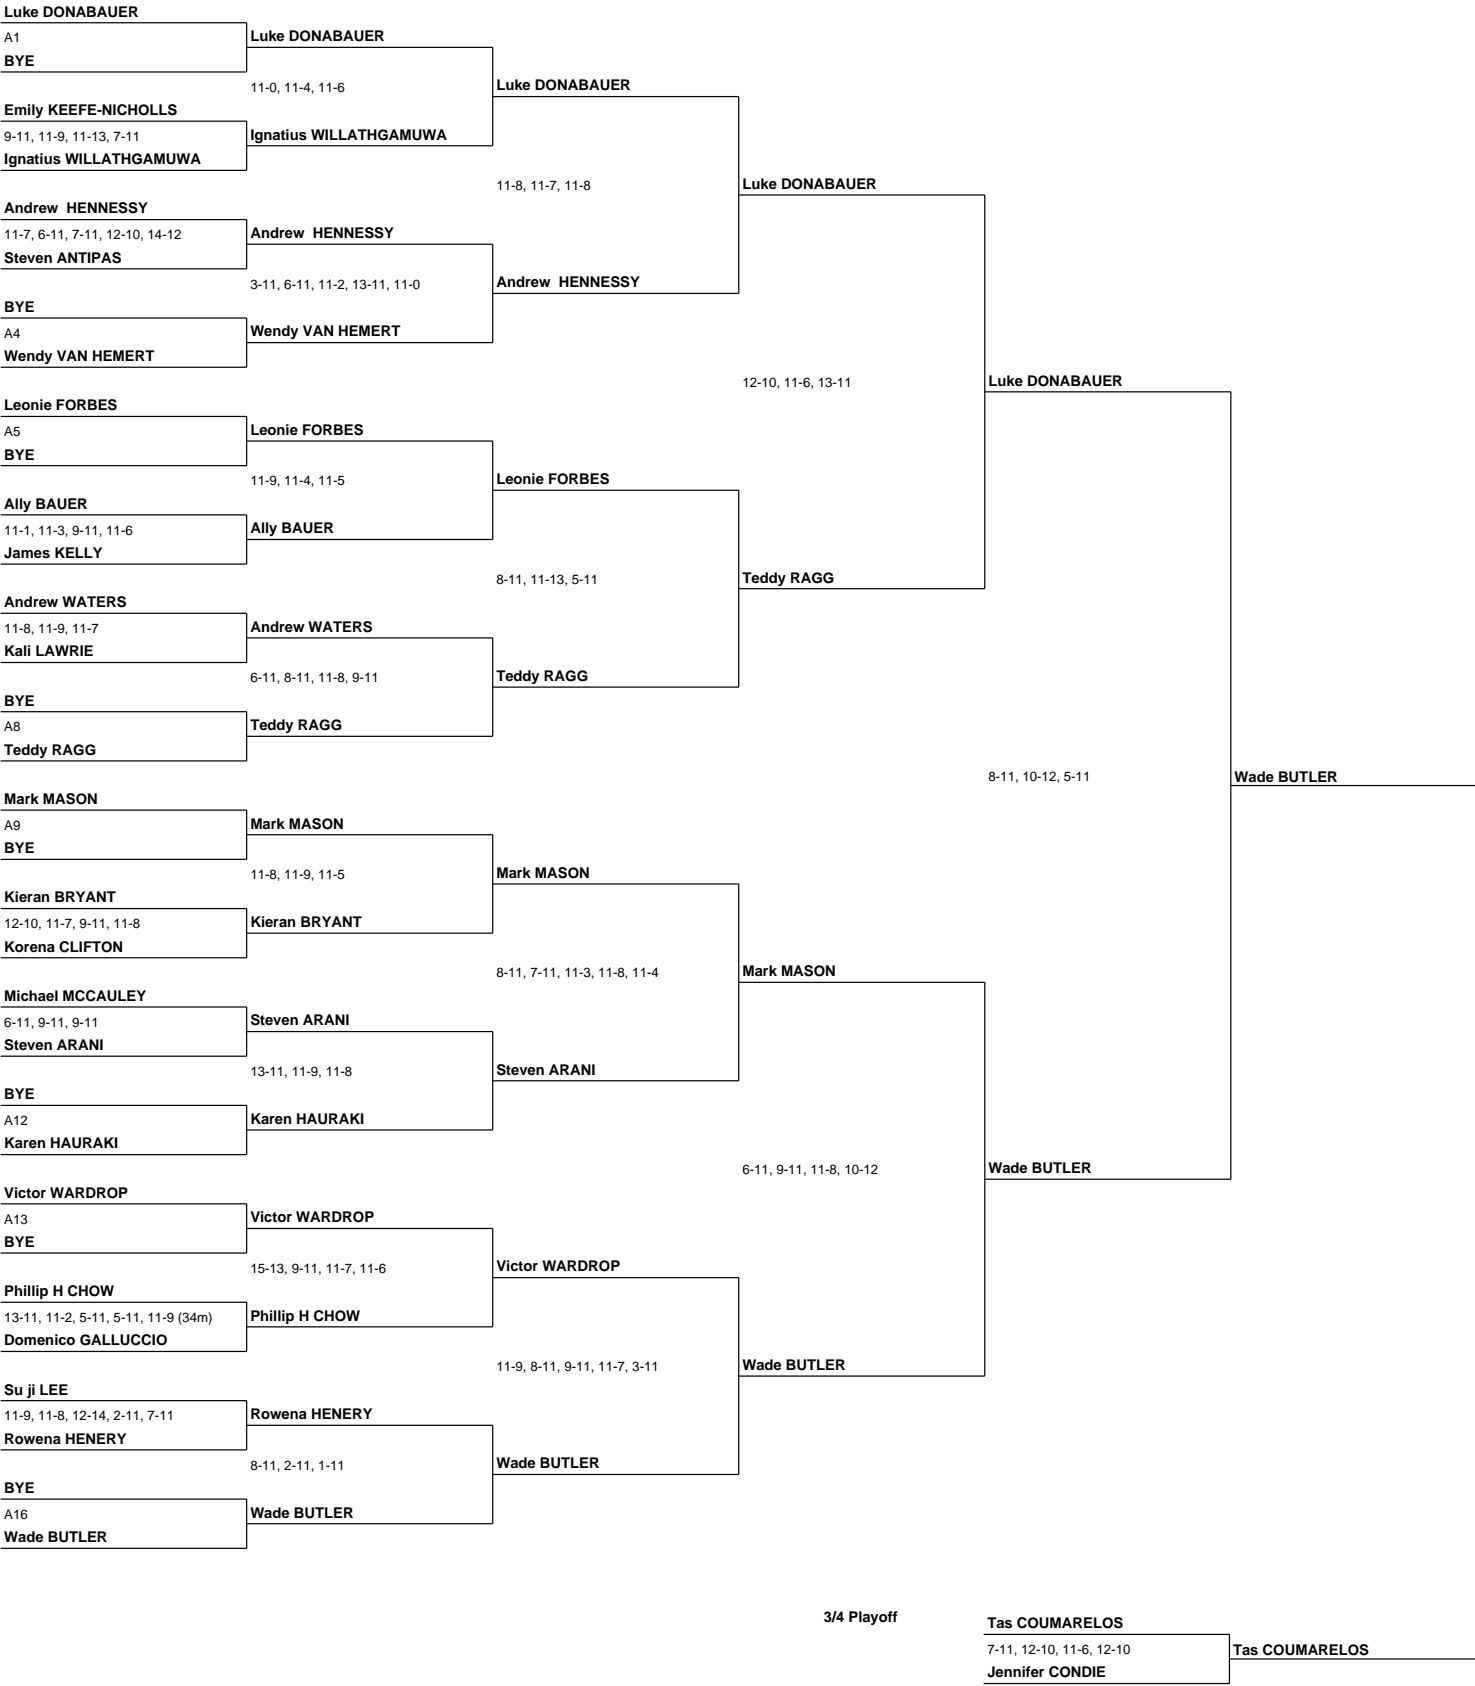 Luke DONABAUER
A1
BYE
Emily KEEFE-NICHOLLS
9-11, 11-9, 11-13, 7-11
Ignatius WILLATHGAMUWA
Andrew  HENNESSY
11-7, 6-11, 7-11, 12-10, 14-12
Steven ANTIPAS
BYE
A4
Wendy VAN HEMERT
Leonie FORBES
A5
BYE
Ally BAUER
11-1, 11-3, 9-11, 11-6
James KELLY
Andrew WATERS
11-8, 11-9, 11-7
Kali LAWRIE
BYE
A8
Teddy RAGG
Mark MASON
A9
BYE
Kieran BRYANT
12-10, 11-7, 9-11, 11-8
Korena CLIFTON
Michael MCCAULEY
6-11, 9-11, 9-11
Steven ARANI
BYE
A12
Karen HAURAKI
Victor WARDROP
A13
BYE
Phillip H CHOW
13-11, 11-2, 5-11, 5-11, 11-9 (34m)
Domenico GALLUCCIO
Su ji LEE
11-9, 11-8, 12-14, 2-11, 7-11
Rowena HENERY
BYE
A16
Wade BUTLER
Luke DONABAUER
11-0, 11-4, 11-6
Ignatius WILLATHGAMUWA
Andrew  HENNESSY
3-11, 6-11, 11-2, 13-11, 11-0
Wendy VAN HEMERT
Leonie FORBES
11-9, 11-4, 11-5
Ally BAUER
Andrew WATERS
6-11, 8-11, 11-8, 9-11
Teddy RAGG
Mark MASON
11-8, 11-9, 11-5
Kieran BRYANT
Steven ARANI
13-11, 11-9, 11-8
Karen HAURAKI
Victor WARDROP
15-13, 9-11, 11-7, 11-6
Phillip H CHOW
Rowena HENERY
8-11, 2-11, 1-11
Wade BUTLER
Luke DONABAUER
11-8, 11-7, 11-8
Andrew  HENNESSY
Leonie FORBES
8-11, 11-13, 5-11
Teddy RAGG
Mark MASON
8-11, 7-11, 11-3, 11-8, 11-4
Steven ARANI
Victor WARDROP
11-9, 8-11, 9-11, 11-7, 3-11
Wade BUTLER
Luke DONABAUER
12-10, 11-6, 13-11
Teddy RAGG
Mark MASON
6-11, 9-11, 11-8, 10-12
Wade BUTLER
Luke DONABAUER
8-11, 10-12, 5-11
Wade BUTLER
Wade BUTLER
3/4 Playoff
Tas COUMARELOS
7-11, 12-10, 11-6, 12-10
Jennifer CONDIE
Tas COUMARELOS